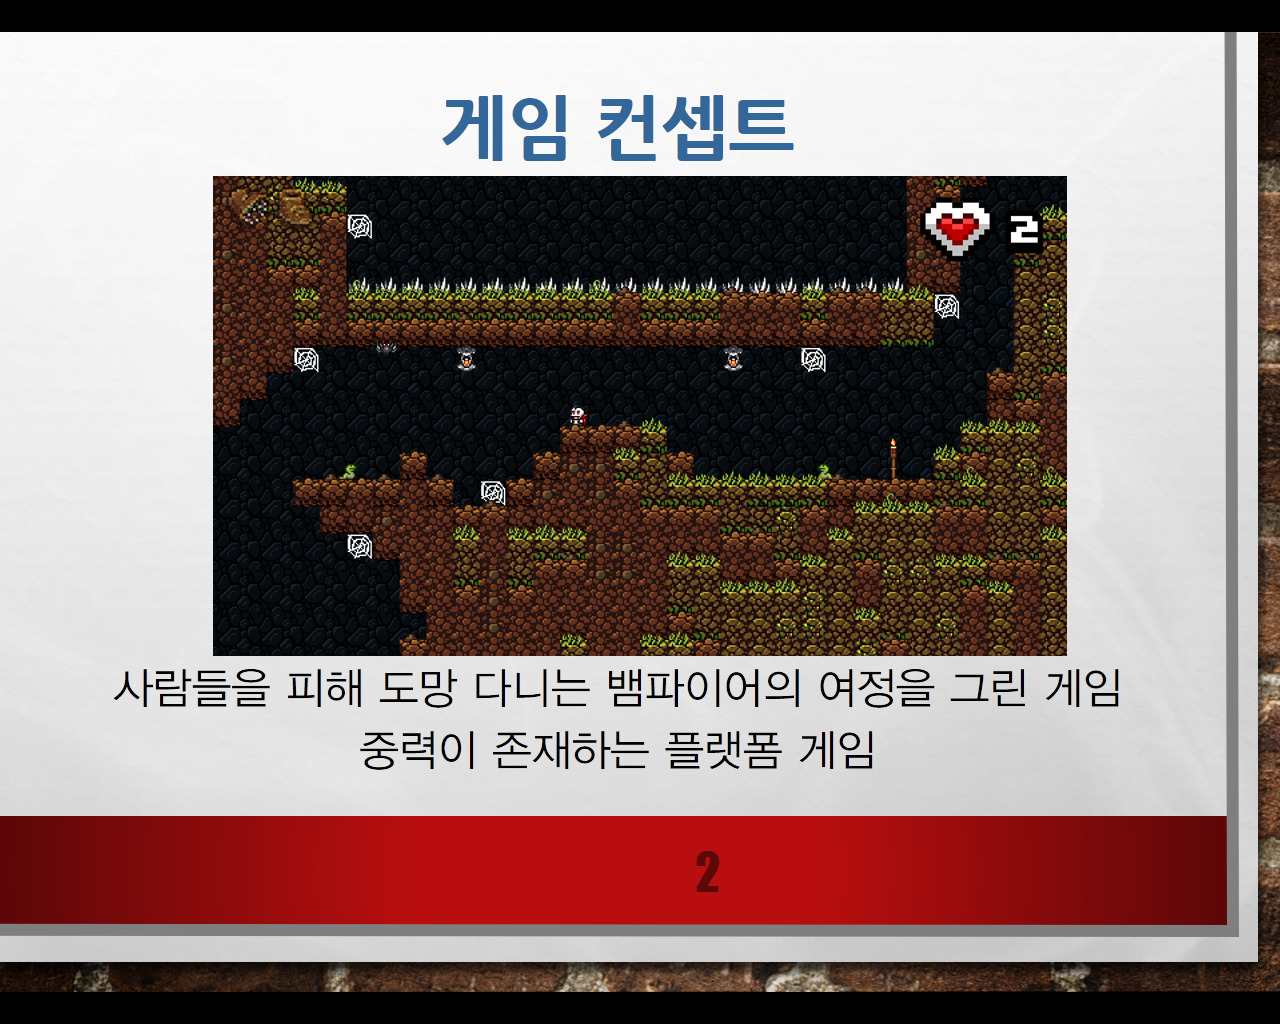 게임 컨셉트
2
사람들을 피해 도망 다니는 뱀파이어의 여정을 그린 게임
중력이 존재하는 플랫폼 게임
2